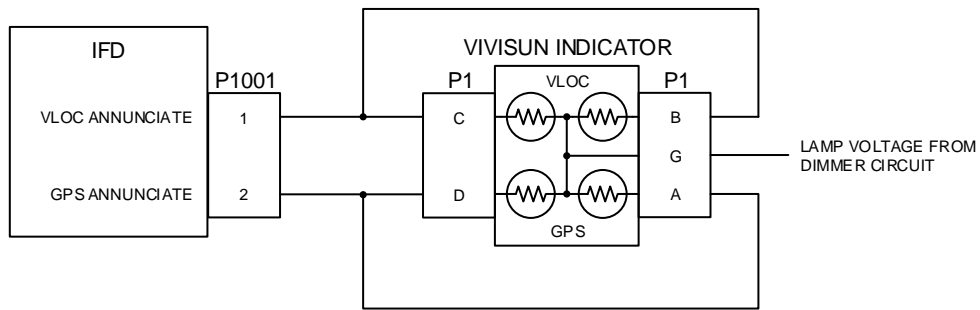 IFD
VIVISUN INDICATOR
P1001
P1
VLOC
P1
VLOC ANNUNCIATE
1
C
B
G
LAMP VOLTAGE FROM
DIMMER CIRCUIT
GPS ANNUNCIATE
2
D
A
GPS